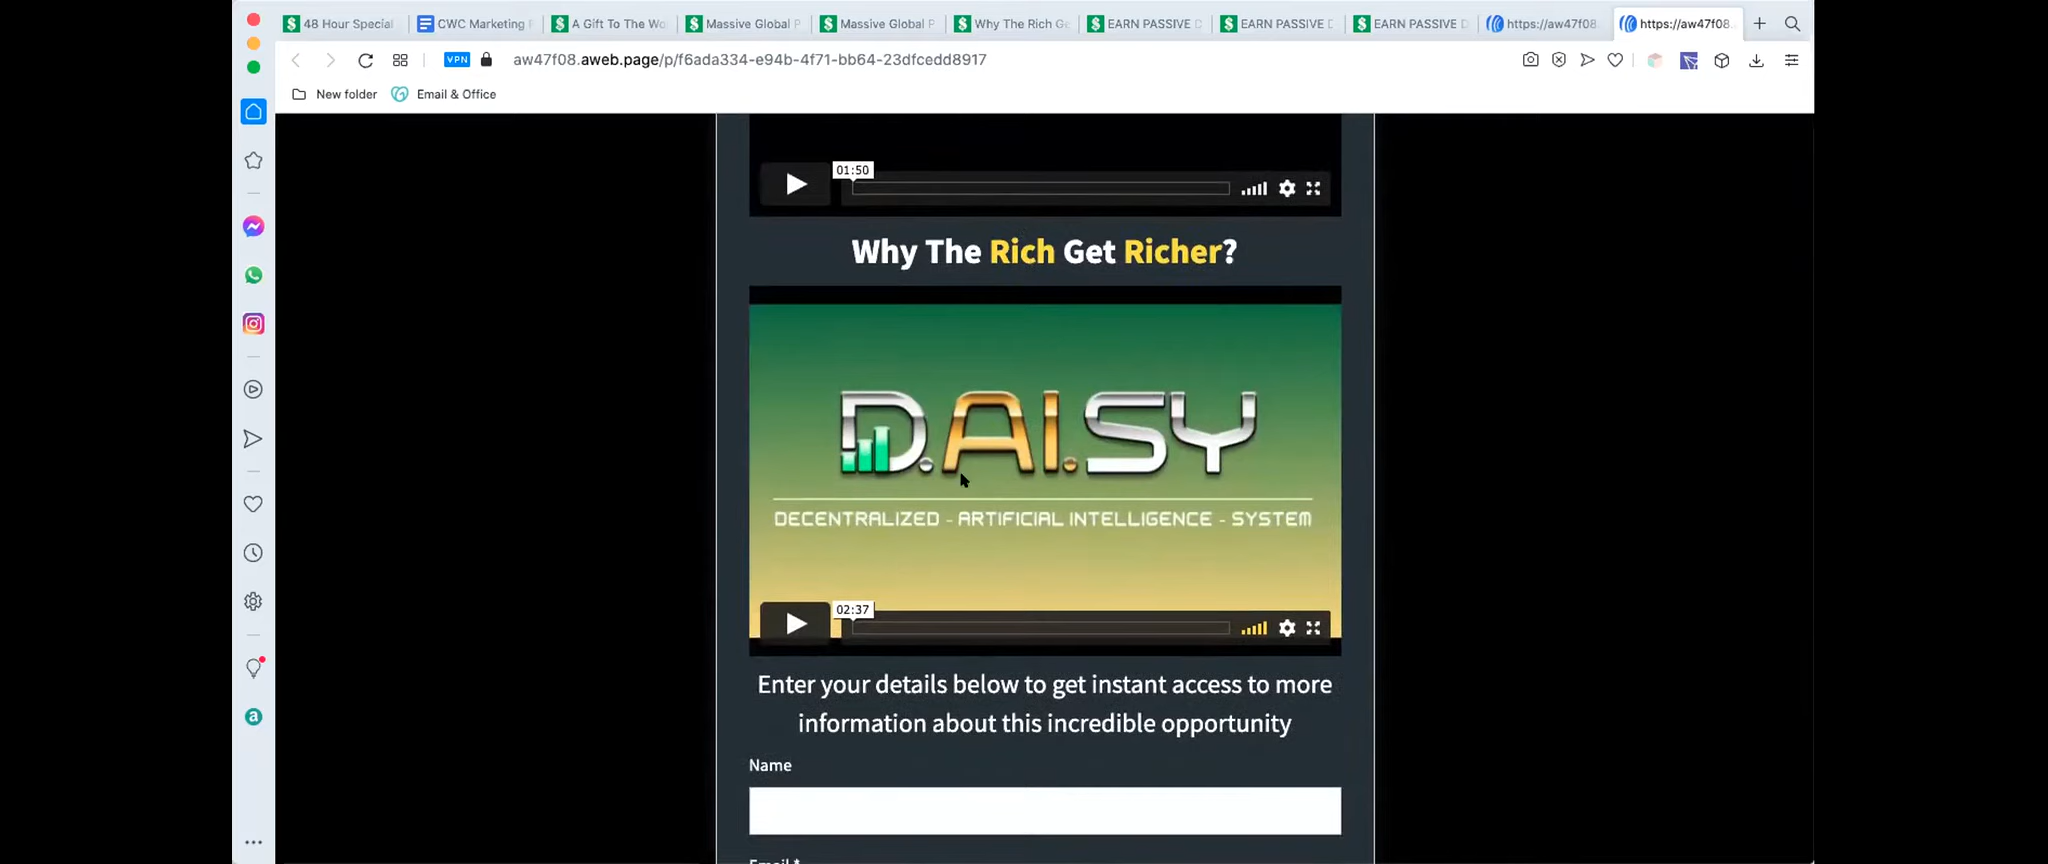 48 Hour Special
CWC Marketing
A Gift To The Wo
Massive Global P
Massive Global P
Why The Rich Ge
EARN PASSIVE
EARN PASSIVE
EARN PASSIVE
https://aw47f08.
https://aw47f08.
VPN
aw47f08.aweb.page/p/f6ada334-e94b-4f71-bb64-23dfcedd8917
New folder
Email & Office
01:50
Why The Rich Get Richer?
D.AI.SY
DECENTRALIZED - ARTIFICIAL INTELLIGENCE - SYSTEM
02:37
Enter your details below to get instant access to more
information about this incredible opportunity
Name
Email *